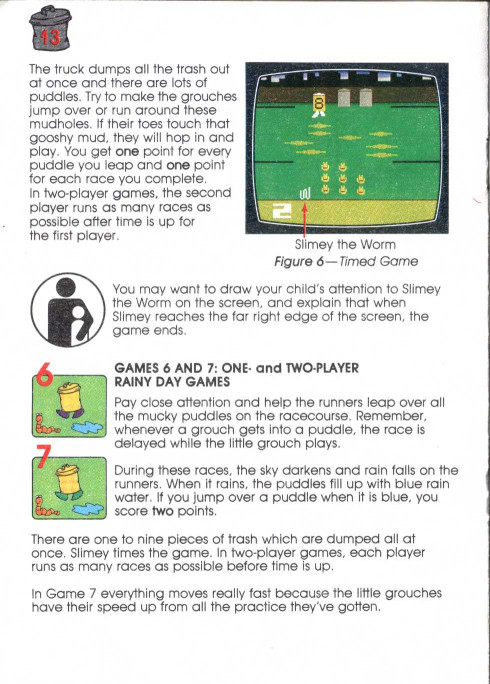 13
The truck dumps all the trash out
at once and there are lots of
puddles. Try to make the grouches
jump over or run around these
mudholes. If their toes touch that
gooshy mud, they will hop in and
play. You get one point for every
puddle you leap and one point
for each race you complete.
In two-player games, the second
player runs as many races as
possible after time is up for
the first player.
8
2
Slimey the Worm
Figure 6—Timed Game
You may want to draw your child's attention to Slimey
the Worm on the screen, and explain that when
Slimey reaches the far right edge of the screen, the
game ends.
6
GAMES 6 AND 7: ONE- and TWO-PLAYER
RAINY DAY GAMES
Pay close attention and help the runners leap over all
the mucky puddles on the racecourse. Remember,
whenever a grouch gets into a puddle, the race is
delayed while the little grouch plays.
7
During these races, the sky darkens and rain falls on the
runners. When it rains, the puddles fill up with blue rain
water. If you jump over a puddle when it is blue, you
score two points.
There are one to nine pieces of trash which are dumped all at
once. Slimey times the game. In two-player games, each player
runs as many races as possible before time is up.
In Game 7 everything moves really fast because the little grouches
have their speed up from all the practice they've gotten.